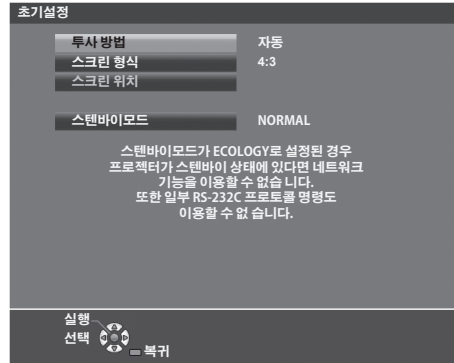 초기설정
투사 방법 자동
스크린 형식 4:3
스크린 위치
스텐바이모드 NORMAL
스텐바이모드가 ECOLOGY로 설정된 경우
프로젝터가 스텐바이 상태에 있다면 네트워크
기능을 이용할 수 없습 니다.
또한 일부 RS-232C 프로토콜 명령도
이용할 수 없 습니다.
실행
선택
복귀